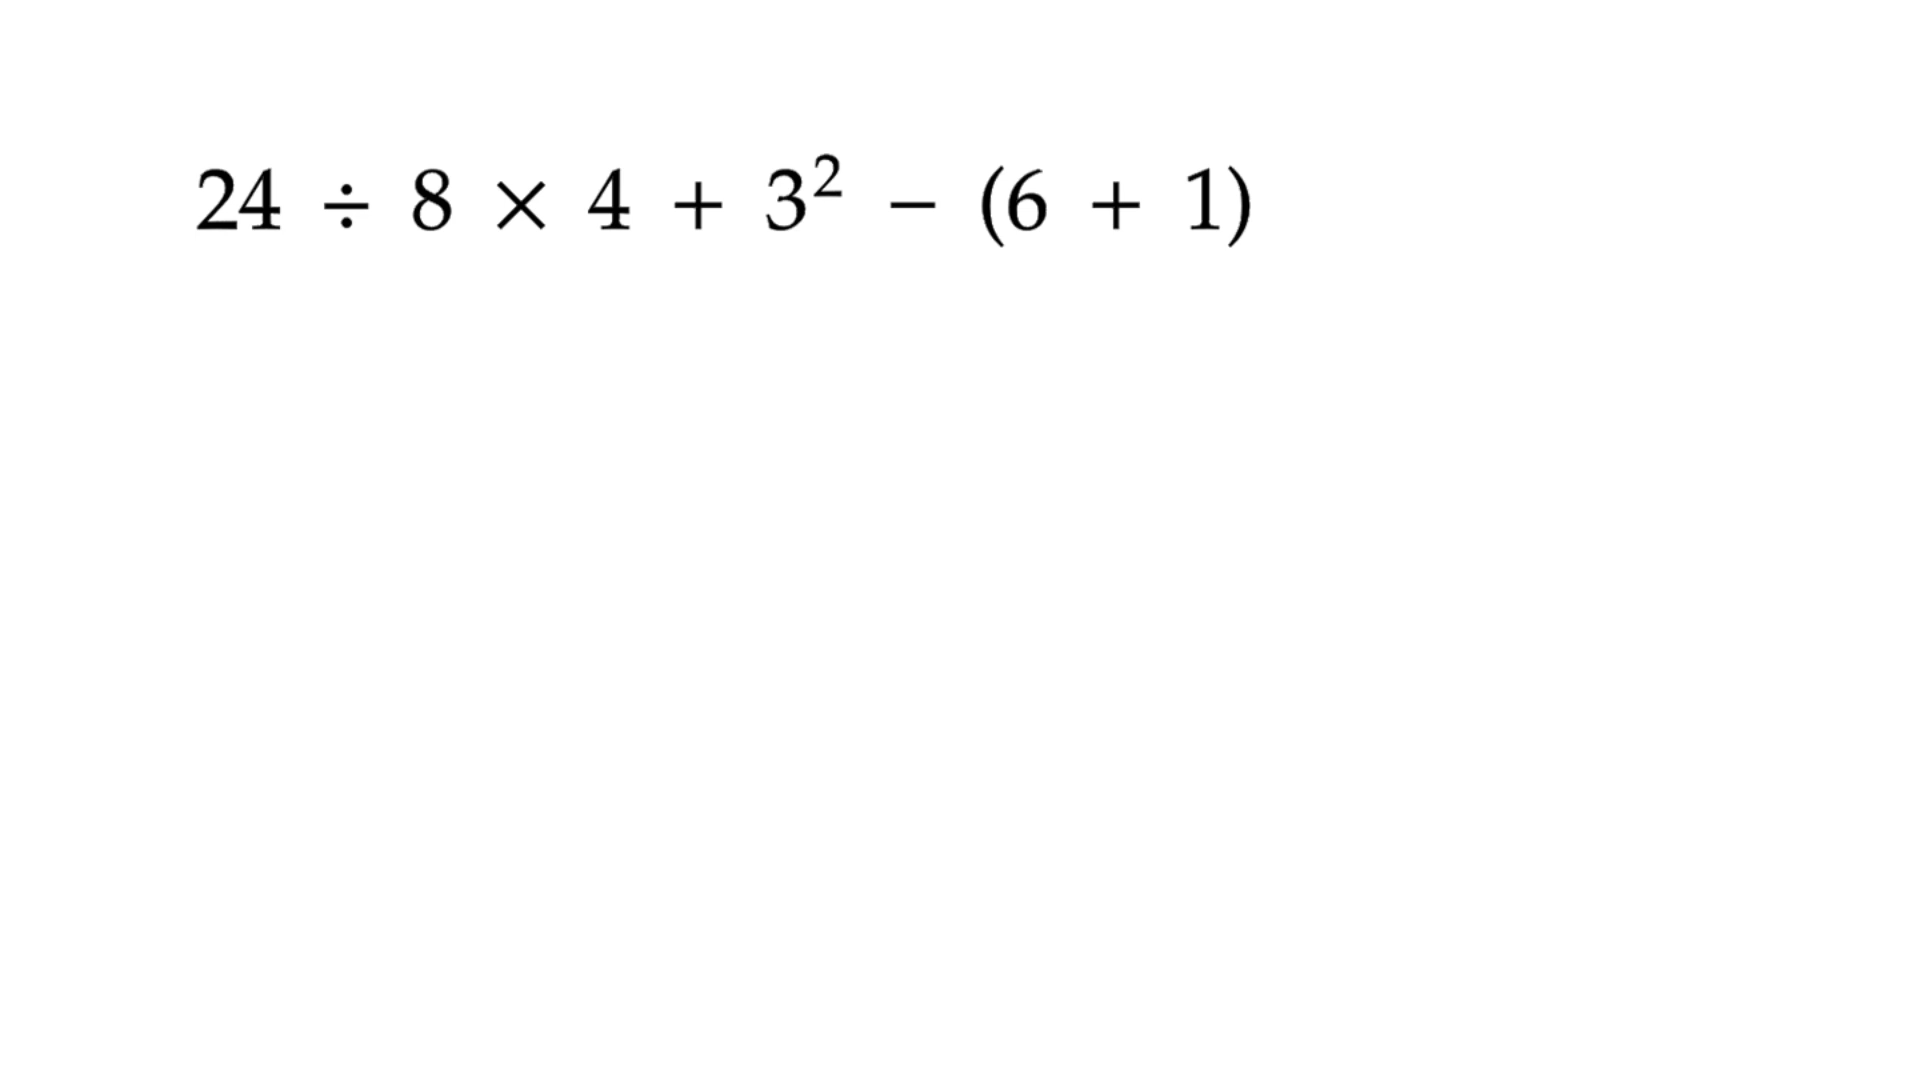 24 ÷ 8 × 4 + 3² − (6 + 1)